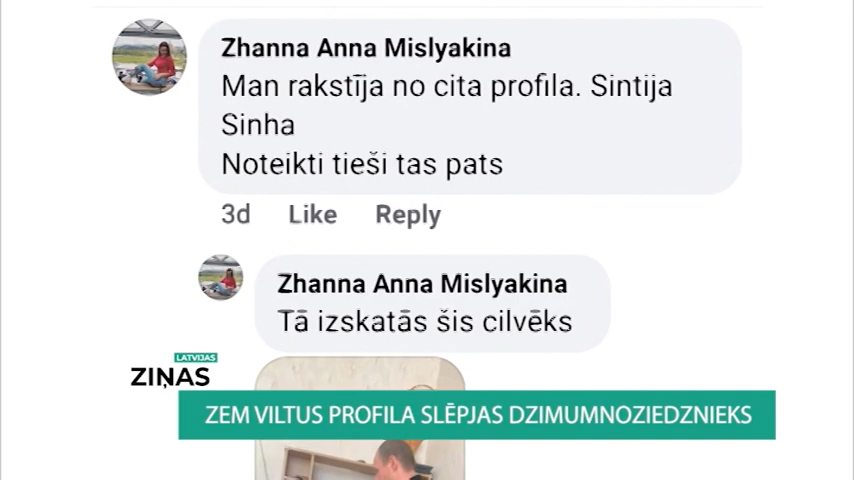 Zhanna Anna Mislyakina
Man rakstīja no cita profila. Sintija
Sinha
Noteikti tieši tas pats
3d Like Reply
Zhanna Anna Mislyakina
Tā izskatās šis cilvēks
LATVIJAS
ZIŅAS
ZEM VILTUS PROFILA SLĒPJAS DZIMUMNOZIEDZNIEKS